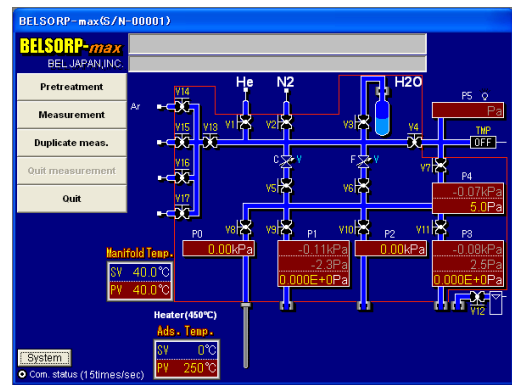 BELSORP-max(S/N-00001)
BELSORP-max
BEL JAPAN,INC.
Pretreatment
Measurement
Duplicate meas.
Quit measurement
Quit
He
N2
H2O
Ar
V14
V15
V13
V16
V17
V1
V2
V3
V4
P5
Pa
TMP
OFF
C
V
F
V
V5
V6
V7
P4
-0.07kPa
5.0Pa
V8
V9
V10
V11
P0
0.00kPa
P1
-0.11kPa
-2.3Pa
0.000E+0Pa
P2
0.00kPa
P3
-0.08kPa
2.5Pa
0.000E+0Pa
V12
Manifold Temp.
SV 40.0℃
PV 40.0℃
Heater(450℃)
Ads. Temp.
SV 0℃
PV 250℃
System
Com. status (15times/sec)